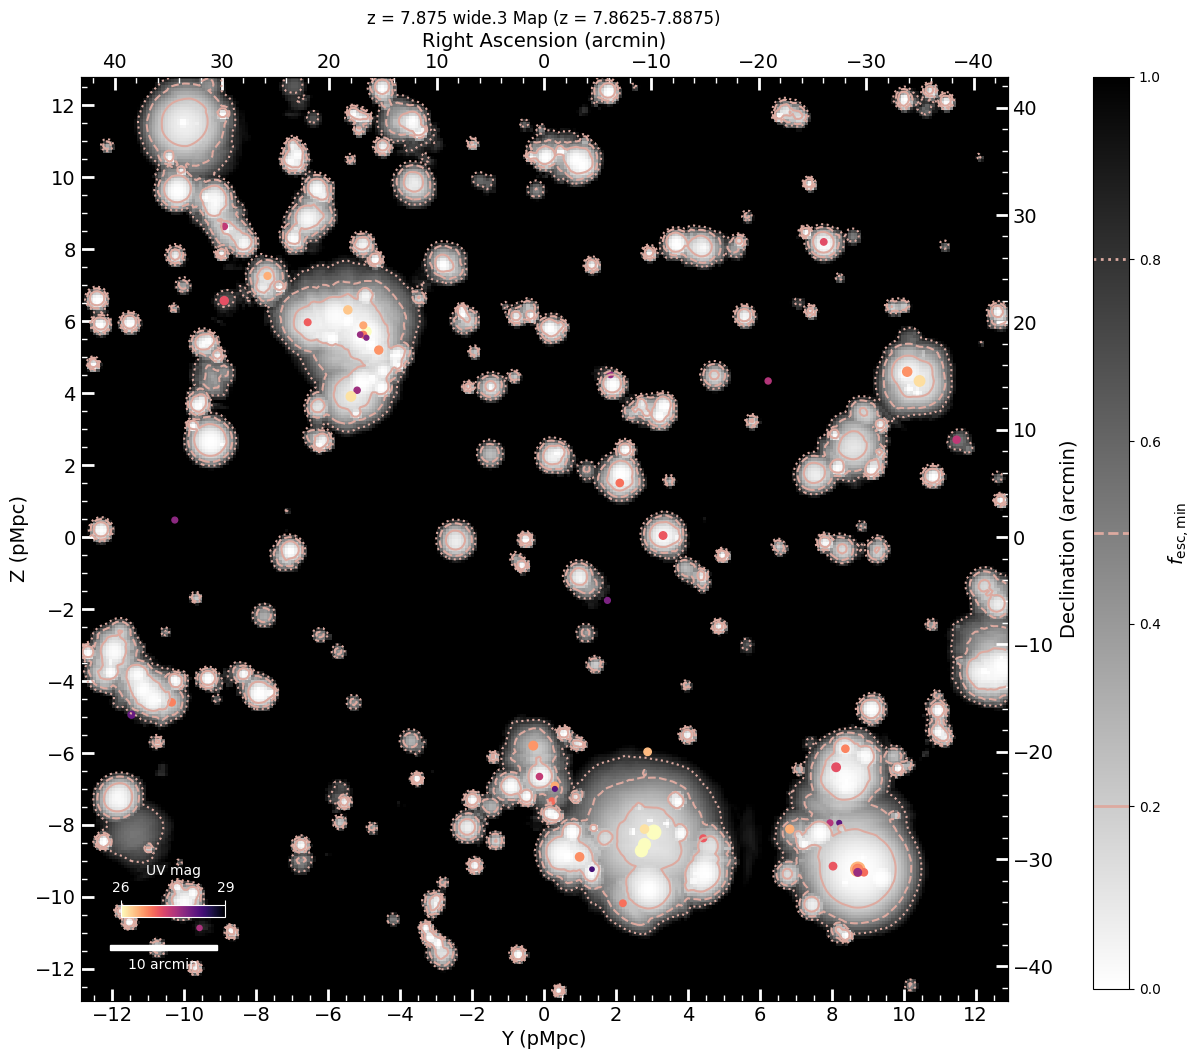 z = 7.875 wide.3 Map (z = 7.8625-7.8875)
Right Ascension (arcmin)
40 30 20 10 0 −10 −20 −30 −40
12 10 8 6 4 2 0 −2 −4 −6 −8 −10 −12
Z (pMpc)
40 30 20 10 0 −10 −20 −30 −40
Declination (arcmin)
1.0 0.8 0.6 0.4 0.2 0.0
fesc,min
UV mag
26 29
10 arcmin
−12 −10 −8 −6 −4 −2 0 2 4 6 8 10 12
Y (pMpc)